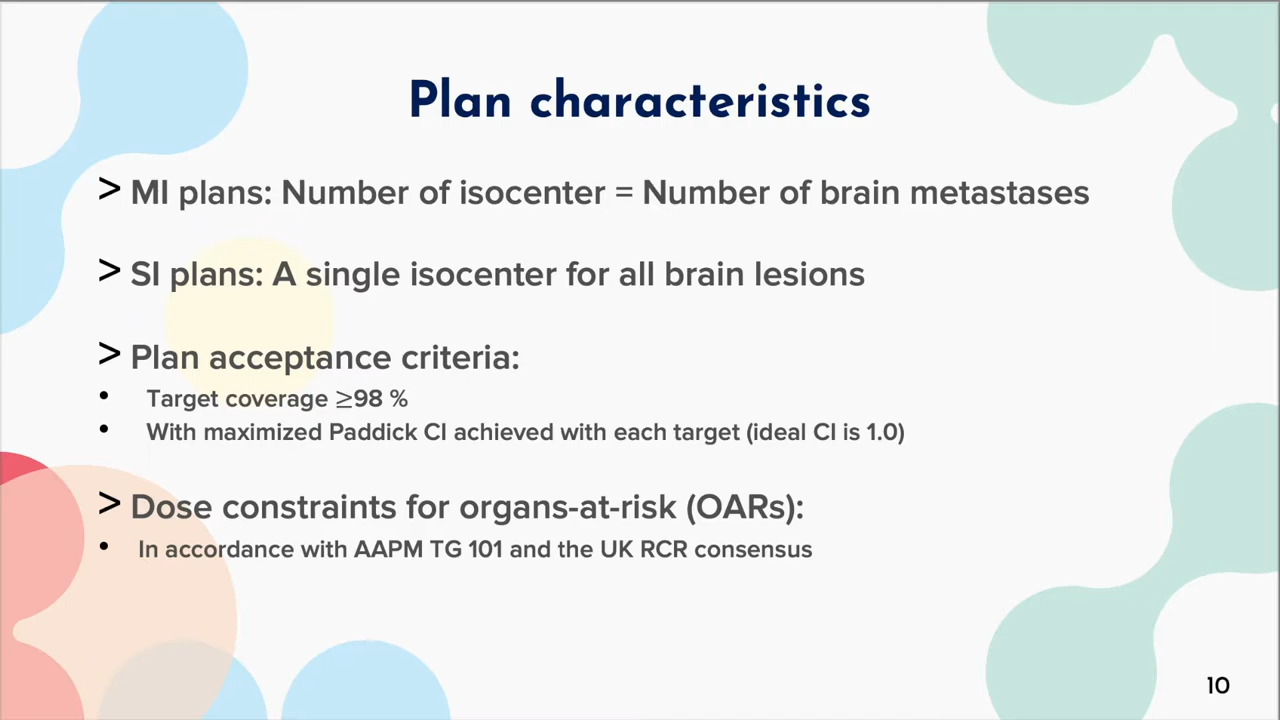 Plan characteristics
> MI plans: Number of isocenter = Number of brain metastases
> SI plans: A single isocenter for all brain lesions
> Plan acceptance criteria:
• Target coverage ≥98 %
• With maximized Paddick CI achieved with each target (ideal CI is 1.0)
> Dose constraints for organs-at-risk (OARs):
• In accordance with AAPM TG 101 and the UK RCR consensus
10